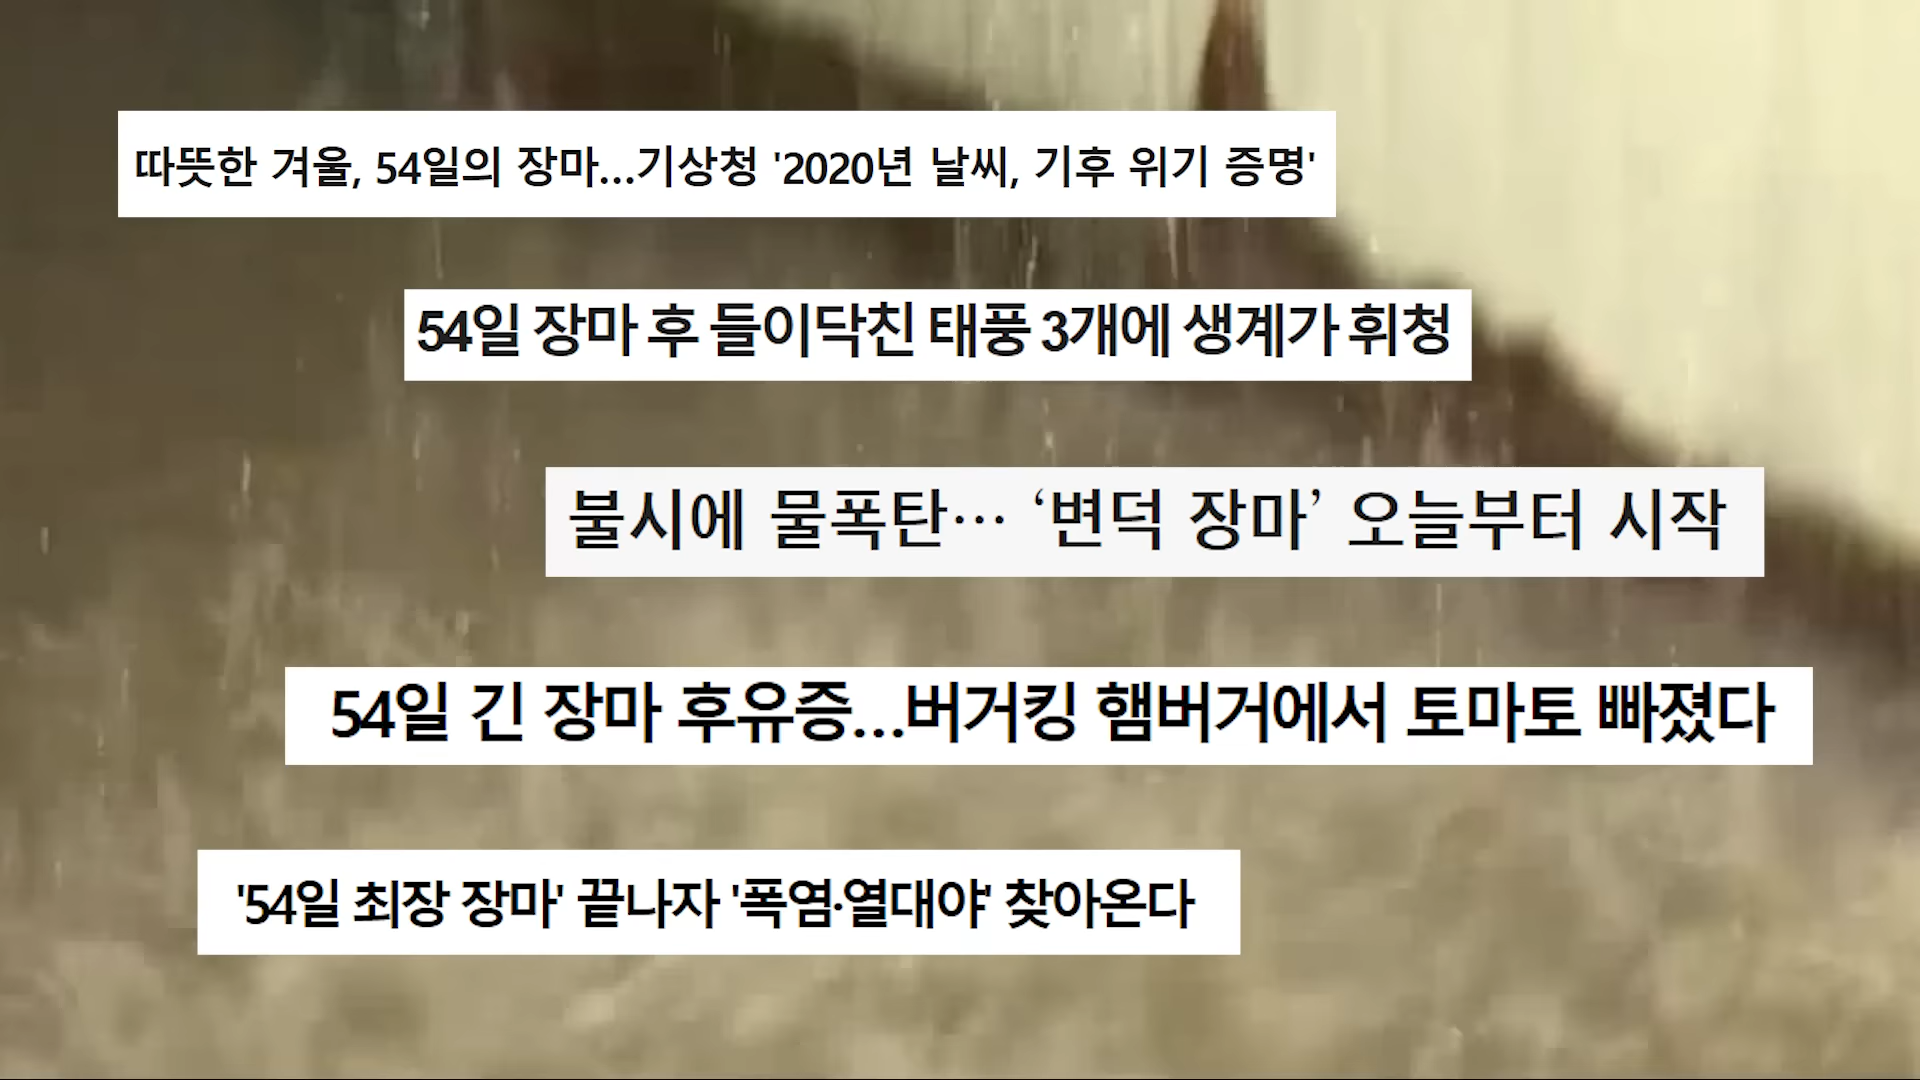 따뜻한 겨울, 54일의 장마...기상청 '2020년 날씨, 기후 위기 증명'
54일 장마 후 들이닥친 태풍 3개에 생계가 휘청
불시에 물폭탄… ‘변덕 장마’ 오늘부터 시작
54일 긴 장마 후유증...버거킹 햄버거에서 토마토 빠졌다
'54일 최장 장마' 끝나자 '폭염·열대야' 찾아온다